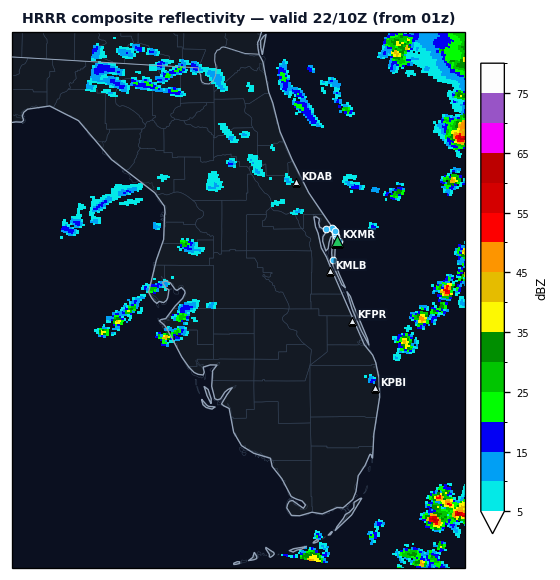 HRRR composite reflectivity — valid 22/10Z (from 01z)
KDAB
KXMR
KMLB
KFPR
KPBI
75
65
55
45
35
25
15
5
dBZ